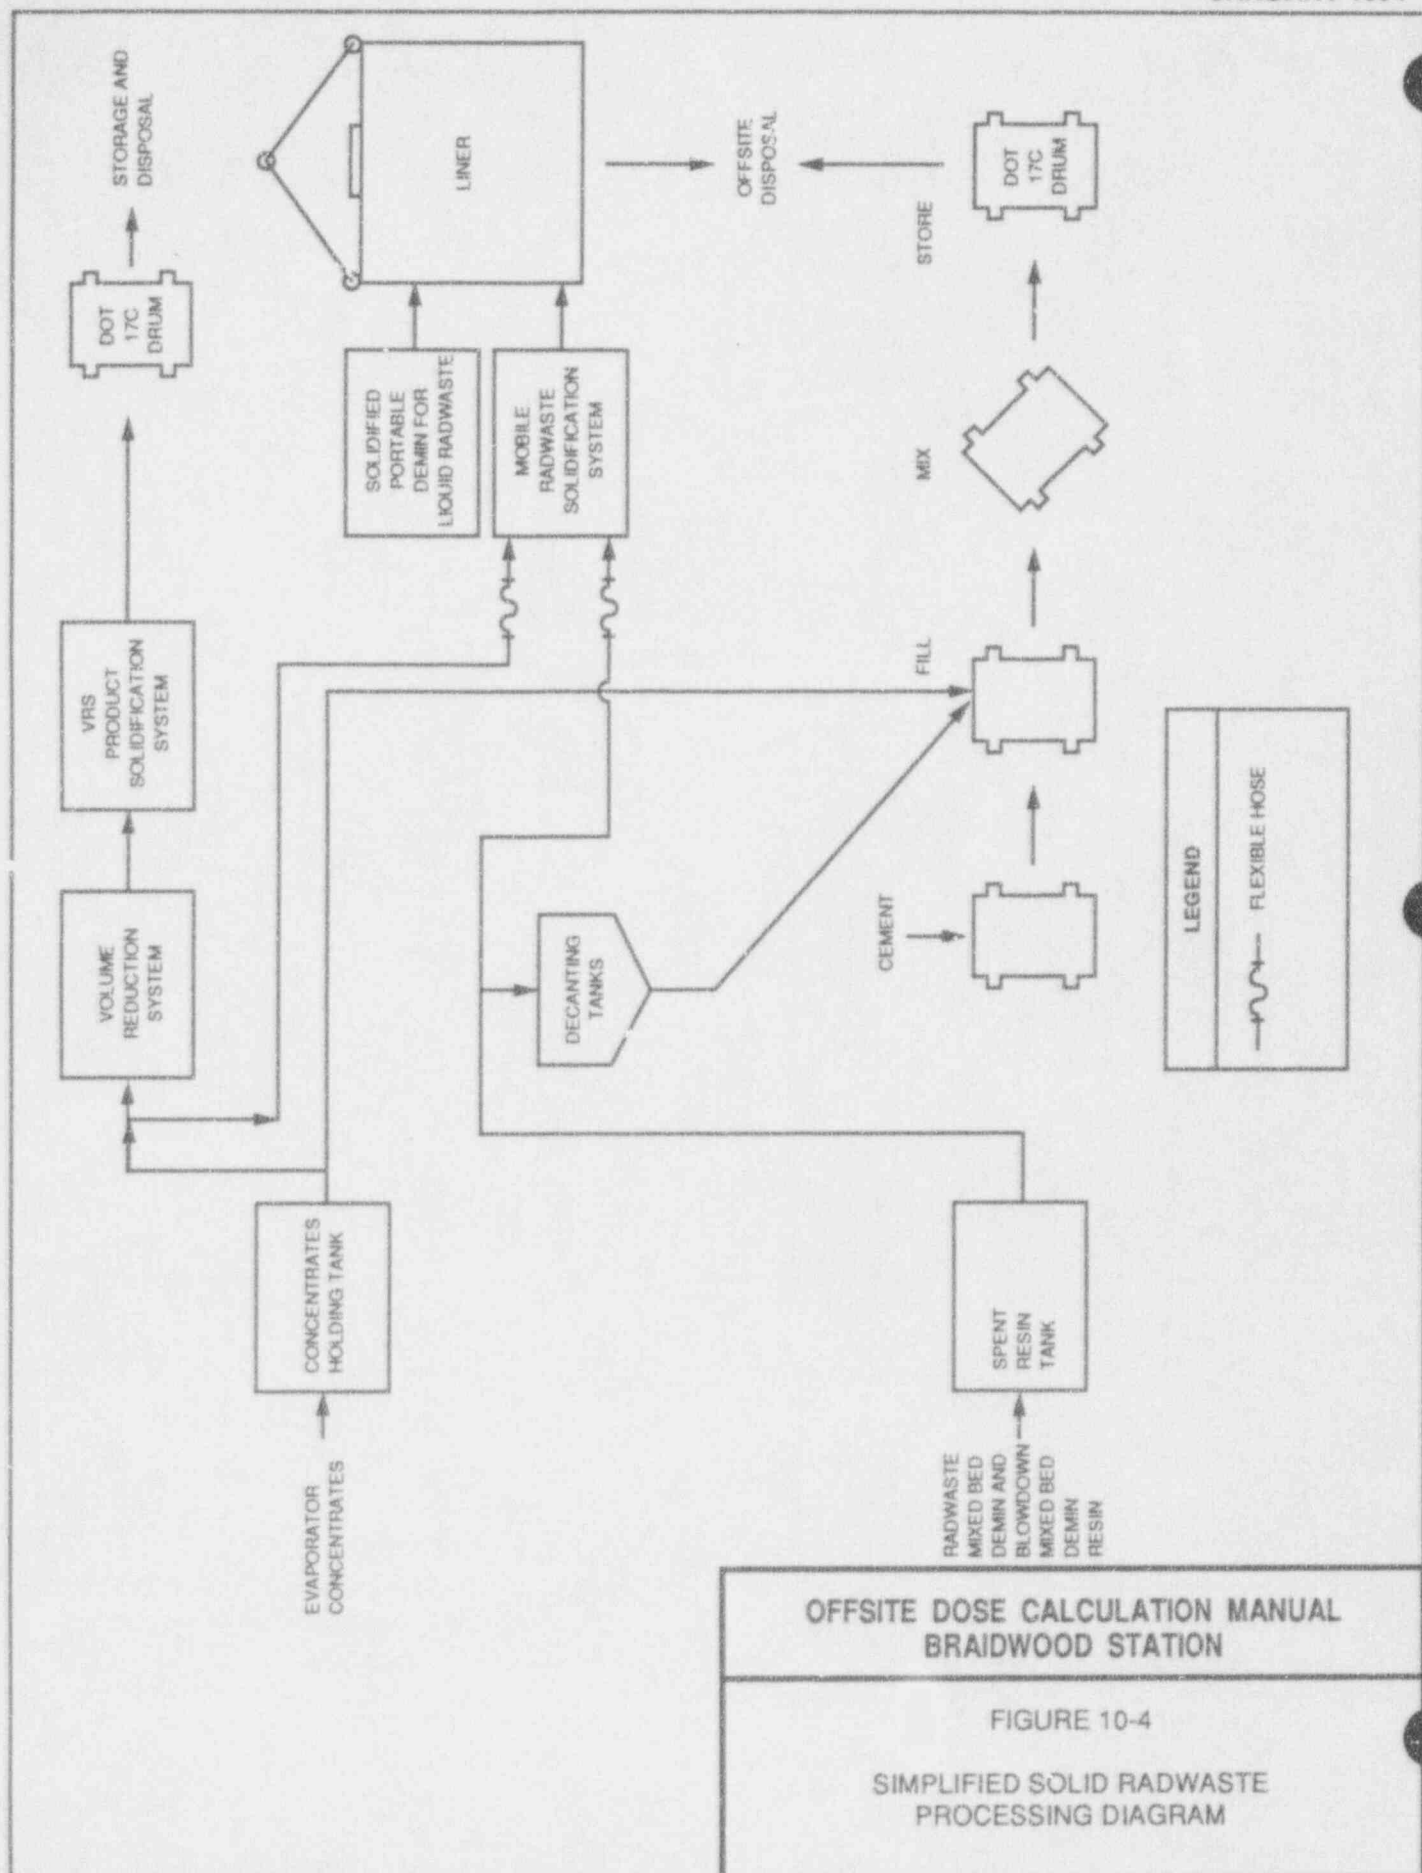 STORAGE AND
DISPOSAL
DOT
17C
DRUM
LINER
OFFSITE
DISPOSAL
DOT
17C
DRUM
STORE
SOLIDIFIED
PORTABLE
DEMIN FOR
LIQUID RADWASTE
MOBILE
RADWASTE
SOLIDIFICATION
SYSTEM
MIX
VRS
PRODUCT
SOLIDIFICATION
SYSTEM
FILL
VOLUME
REDUCTION
SYSTEM
DECANTING
TANKS
CEMENT
LEGEND
FLEXIBLE HOSE
CONCENTRATES
HOLDING TANK
SPENT
RESIN
TANK
EVAPORATOR
CONCENTRATES
RADWASTE
MIXED BED
DEMIN AND
BLOWDOWN
MIXED BED
DEMIN
RESIN
OFFSITE DOSE CALCULATION MANUAL
BRAIDWOOD STATION
FIGURE 10-4
SIMPLIFIED SOLID RADWASTE
PROCESSING DIAGRAM